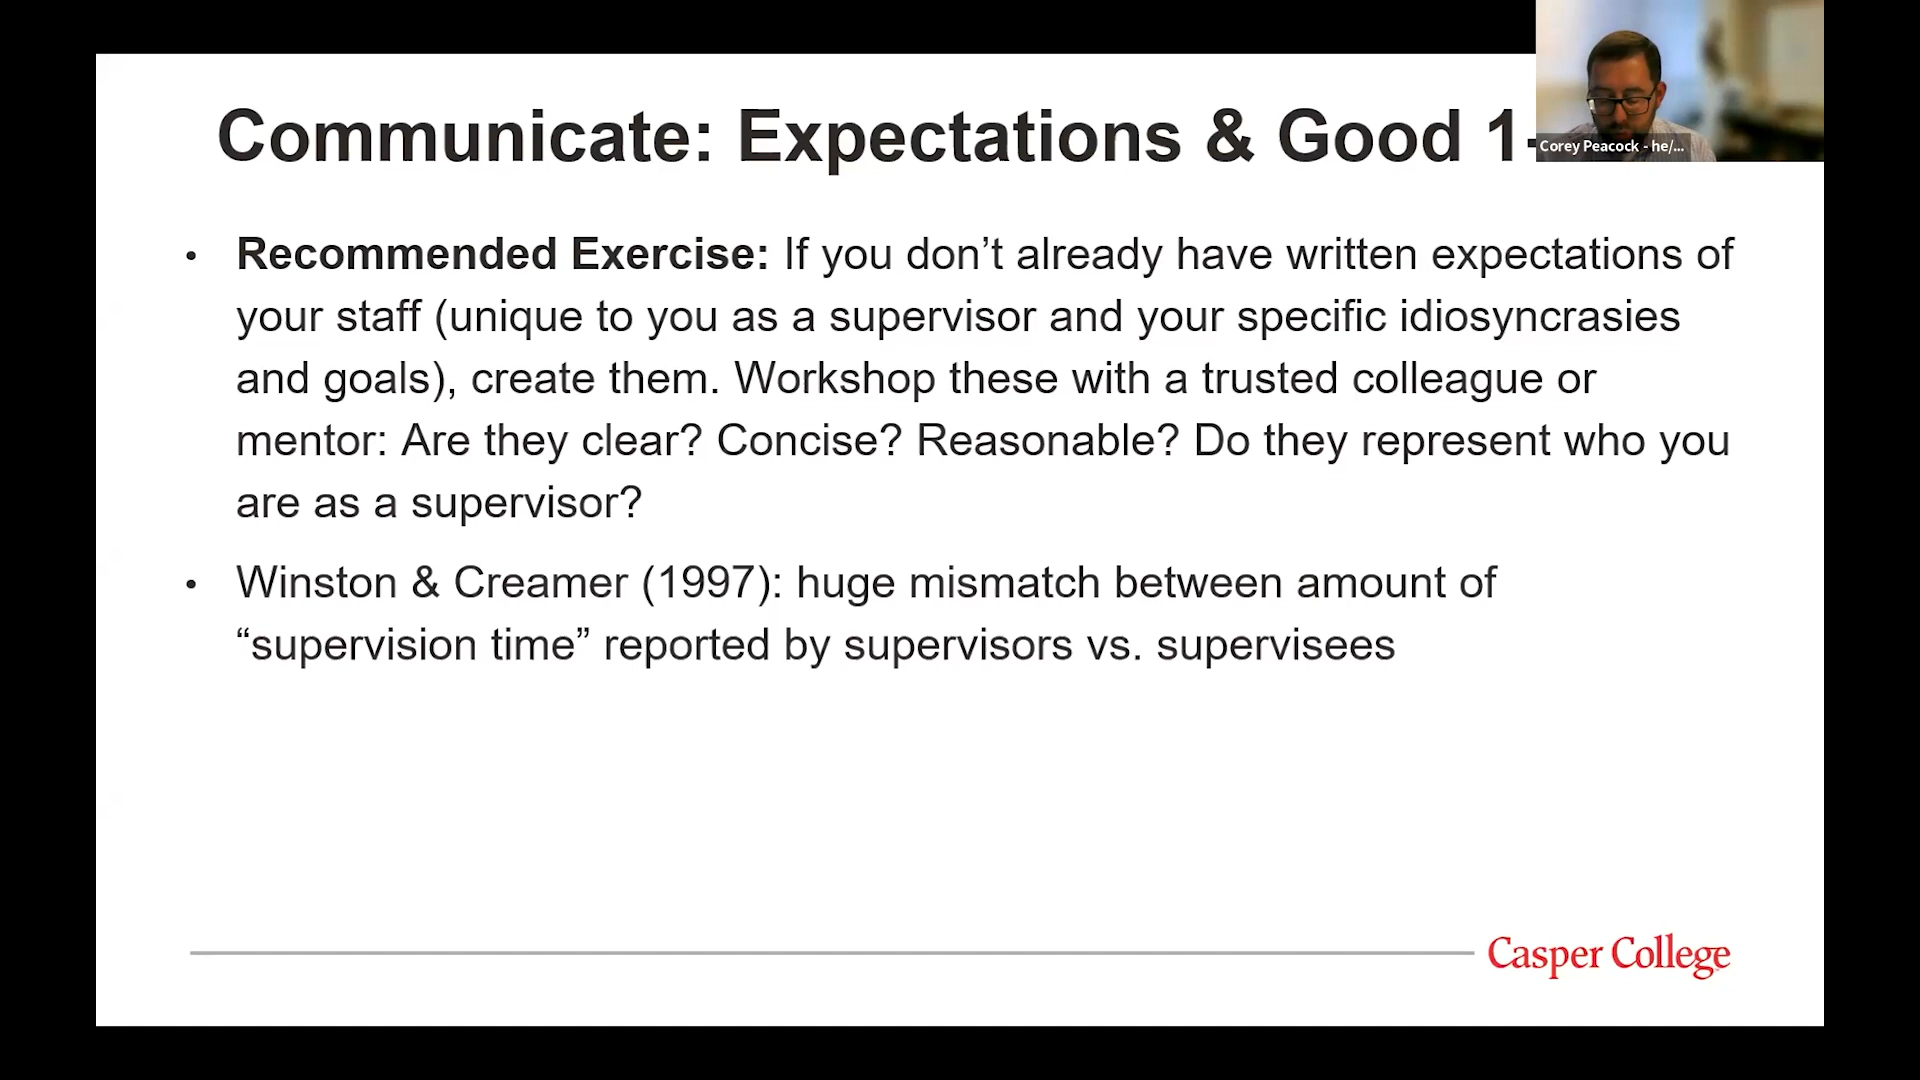 Communicate: Expectations & Good 1-
Corey Peacock - he/...
• Recommended Exercise: If you don’t already have written expectations of
your staff (unique to you as a supervisor and your specific idiosyncrasies
and goals), create them. Workshop these with a trusted colleague or
mentor: Are they clear? Concise? Reasonable? Do they represent who you
are as a supervisor?
• Winston & Creamer (1997): huge mismatch between amount of
“supervision time” reported by supervisors vs. supervisees
Casper College